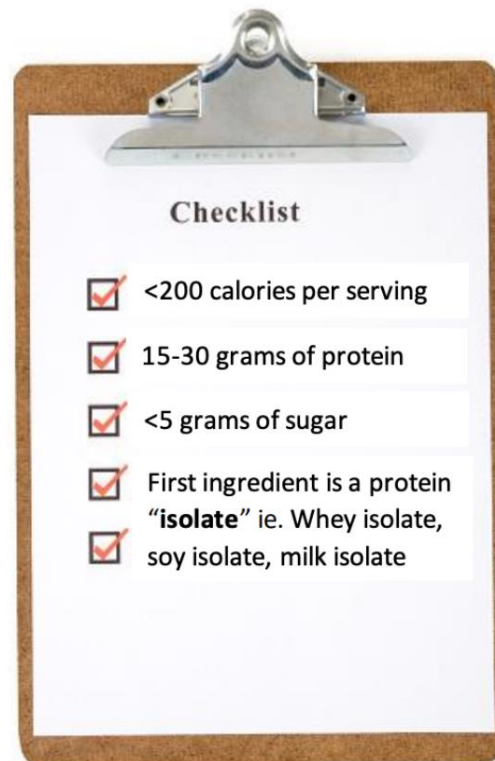 Checklist
<200 calories per serving
15-30 grams of protein
<5 grams of sugar
First ingredient is a protein
“isolate” ie. Whey isolate,
soy isolate, milk isolate